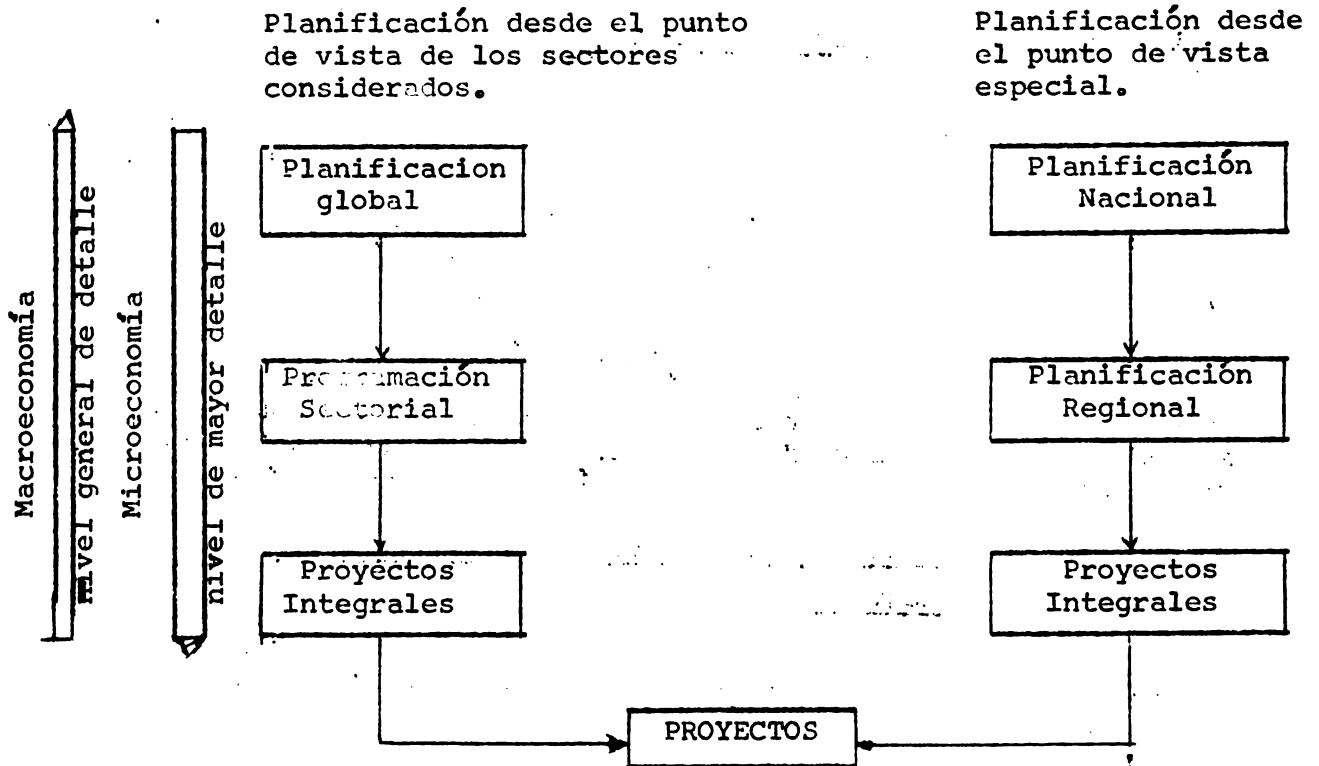 Planificación desde el punto
de vista de los sectores
considerados.
Planificación desde
el punto de vista
especial.
Macroeconomía
nivel general de detalle
Microeconomía
nivel de mayor detalle
Planificacion
global
Programación
Sectorial
Proyectos
Integrales
Planificación
Nacional
Planificación
Regional
Proyectos
Integrales
PROYECTOS